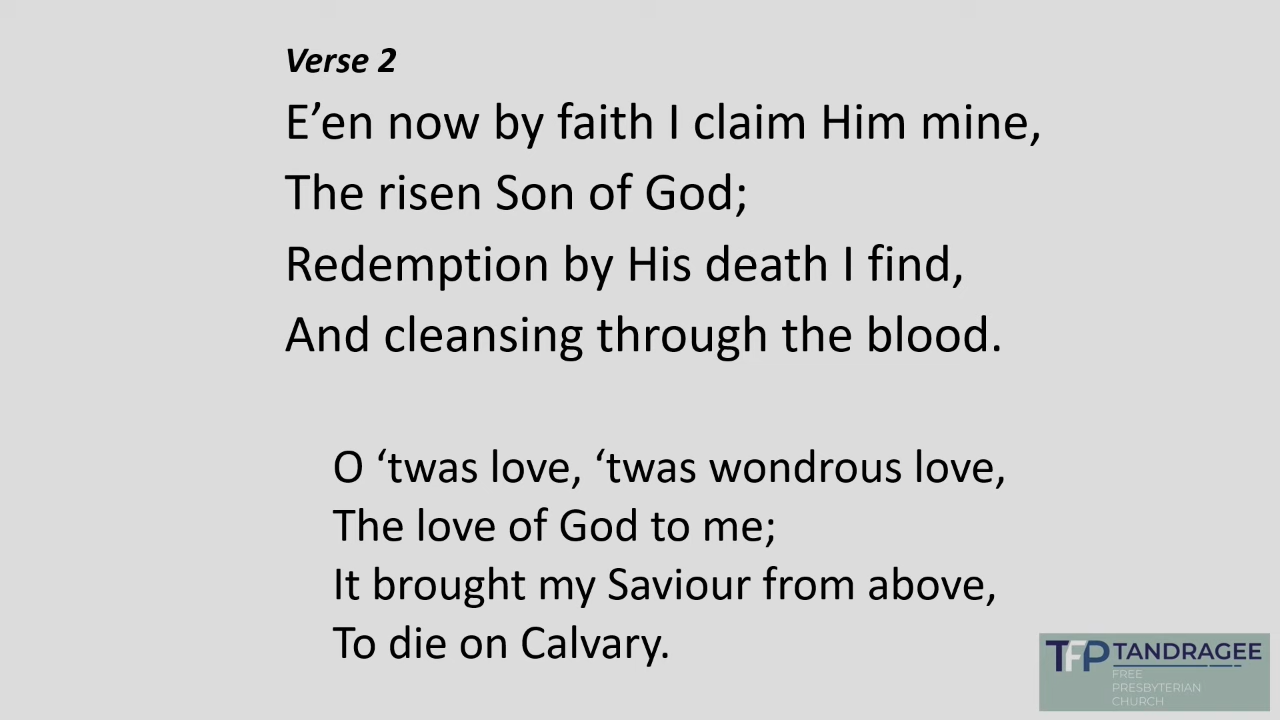 Verse 2
E’en now by faith I claim Him mine,
The risen Son of God;
Redemption by His death I find,
And cleansing through the blood.
O ‘twas love, ‘twas wondrous love,
The love of God to me;
It brought my Saviour from above,
To die on Calvary.
TFP TANDRAGEE
FREE
PRESBYTERIAN
CHURCH